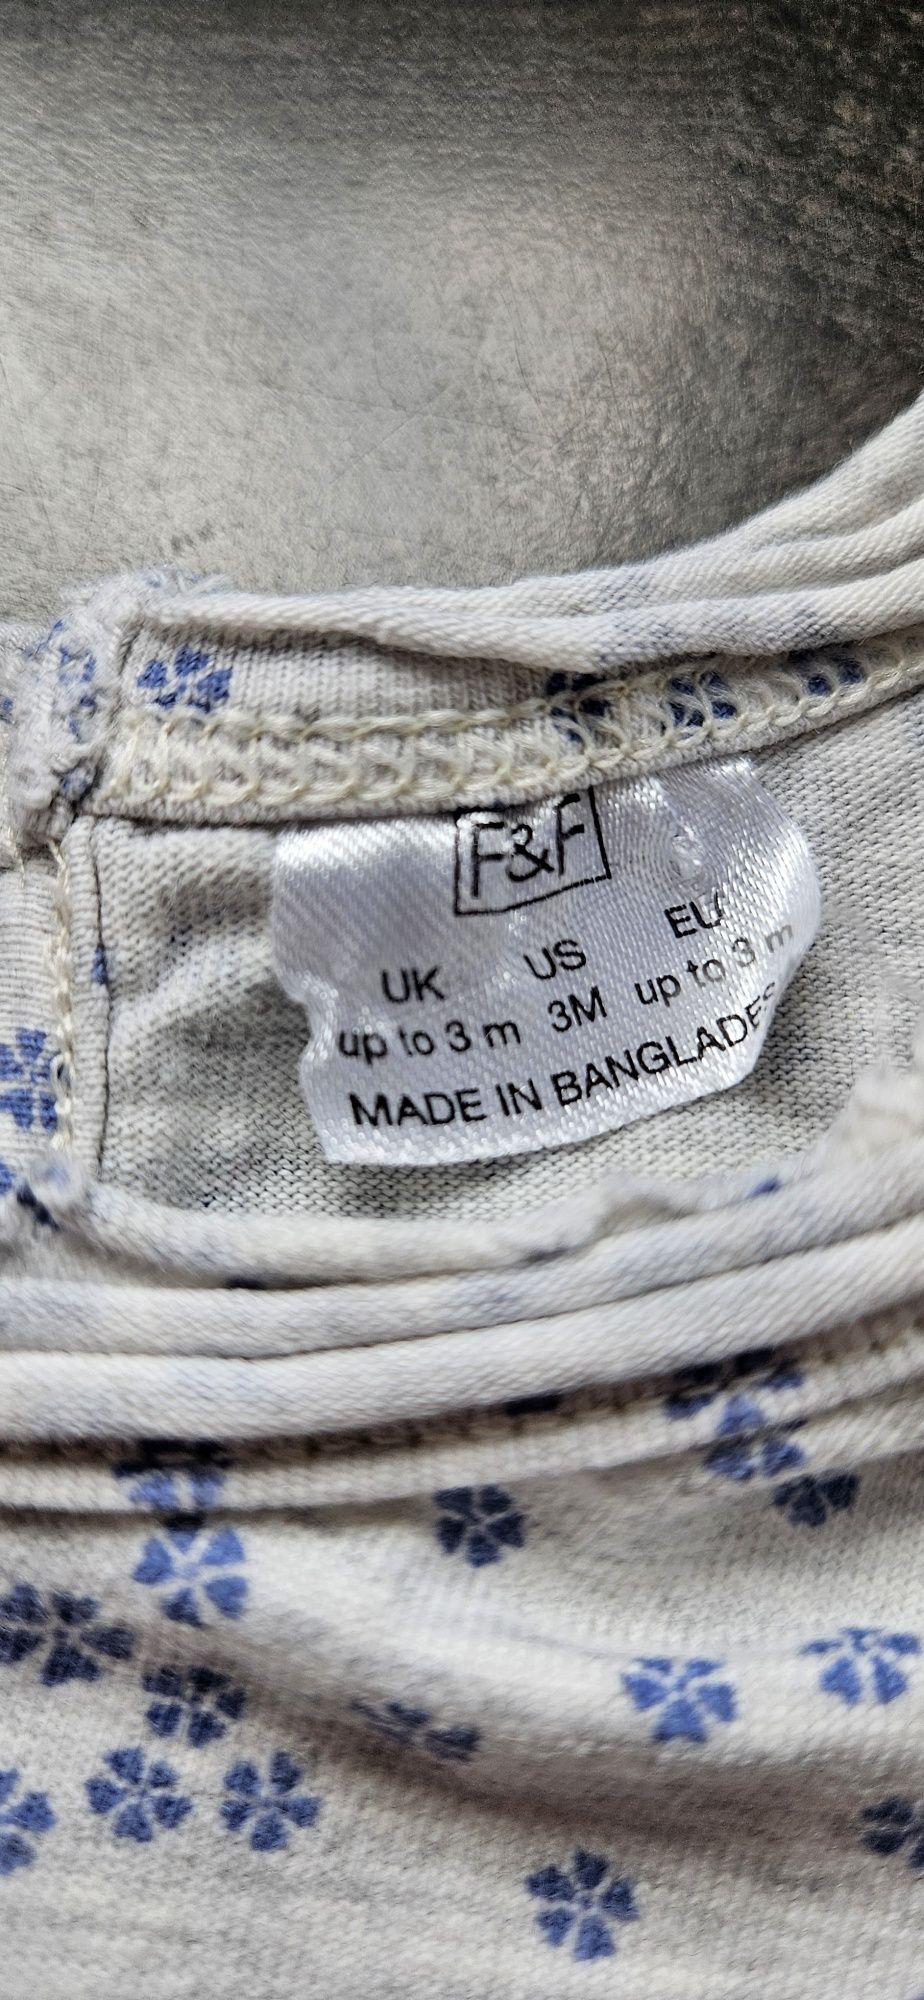 F&F
UK US EU
up to 3 m 3M up to 3 m
MADE IN BANGLADES